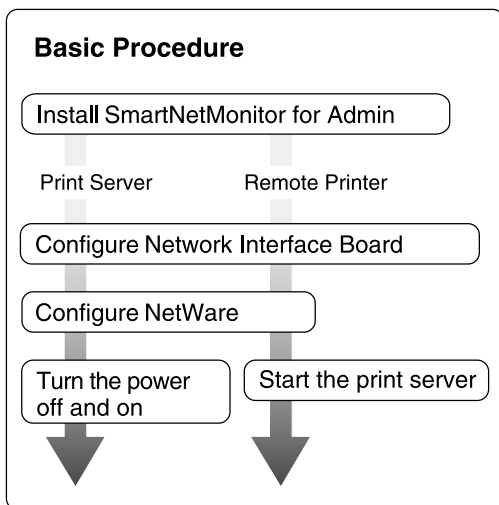 Basic Procedure
Install SmartNetMonitor for Admin
Print Server
Remote Printer
Configure Network Interface Board
Configure NetWare
Turn the power
off and on
Start the print server